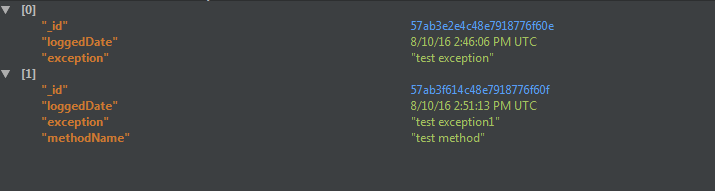 [0]
"_id" 57ab3e2e4c48e7918776f60e
"loggedDate" 8/10/16 2:46:06 PM UTC
"exception" "test exception"
[1]
"_id" 57ab3f614c48e7918776f60f
"loggedDate" 8/10/16 2:51:13 PM UTC
"exception" "test exception1"
"methodName" "test method"